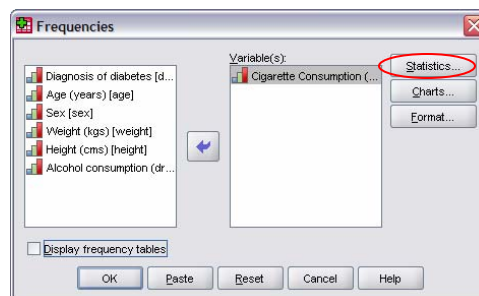 Frequencies
Variable(s):
Diagnosis of diabetes [d...
Age (years) [age]
Sex [sex]
Weight (kgs) [weight]
Height (cms) [height]
Alcohol consumption (dr...
Cigarette Consumption (...
Statistics...
Charts...
Format...
Display frequency tables
OK
Paste
Reset
Cancel
Help